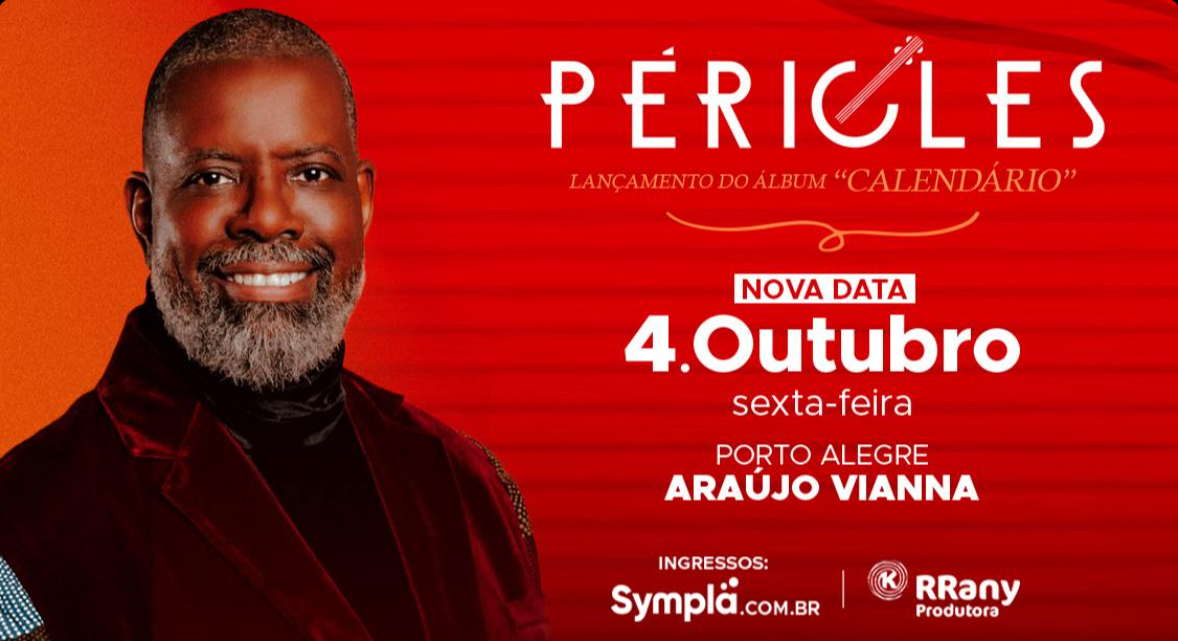 PÉRICLES
LANÇAMENTO DO ÁLBUM “CALENDÁRIO”
NOVA DATA
4.Outubro
sexta-feira
PORTO ALEGRE
ARAÚJO VIANNA
INGRESSOS:
Symplä.COM.BR
K RRany
Produtora